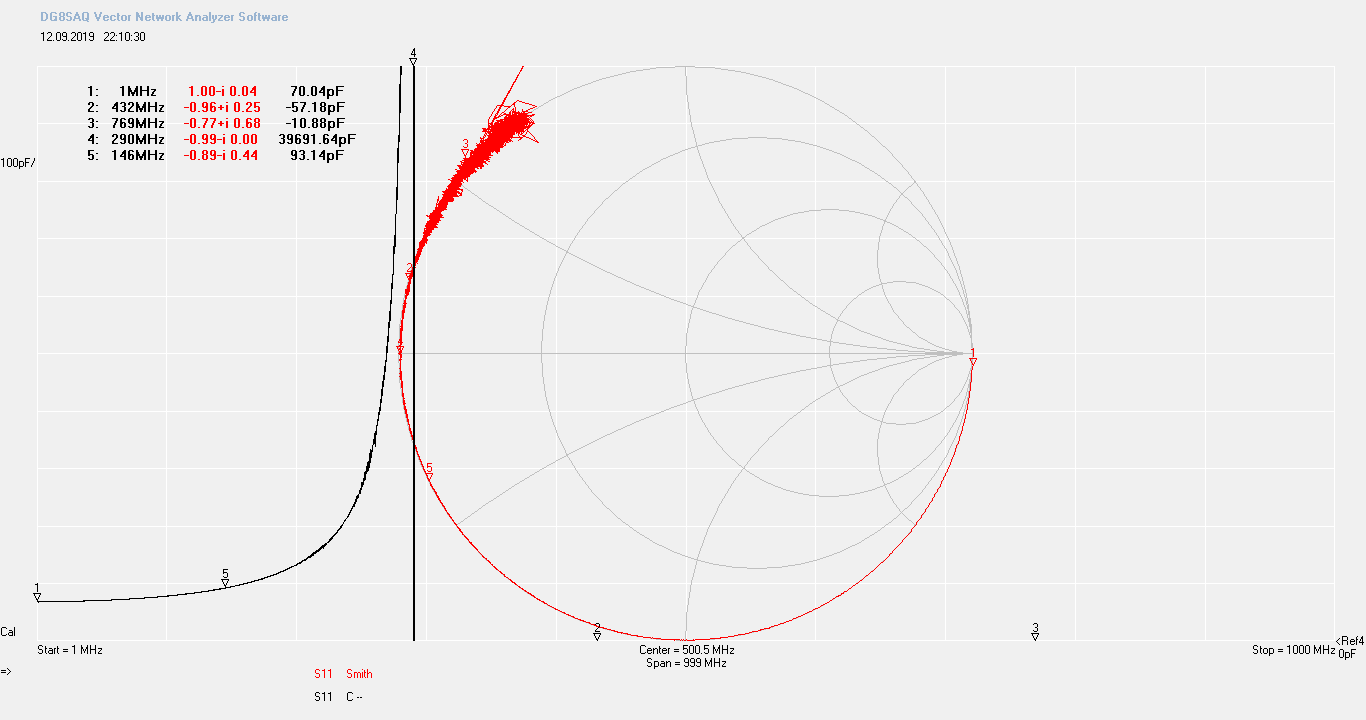 DG8SAQ Vector Network Analyzer Software
12.09.2019 22:10:30
4
1: 1MHz 1.00-i 0.04 70.04pF
2: 432MHz -0.96+i 0.25 -57.18pF
3: 769MHz -0.77+i 0.68 -10.88pF
4: 290MHz -0.99-i 0.00 39691.64pF
5: 146MHz -0.89-i 0.44 93.14pF
3
100pF/
2
4
1
5
5
1
2
3
Cal
<Ref4
0pF
Start = 1 MHz
Center = 500.5 MHz
Stop = 1000 MHz
Span = 999 MHz
=>
S11 Smith
S11 C --